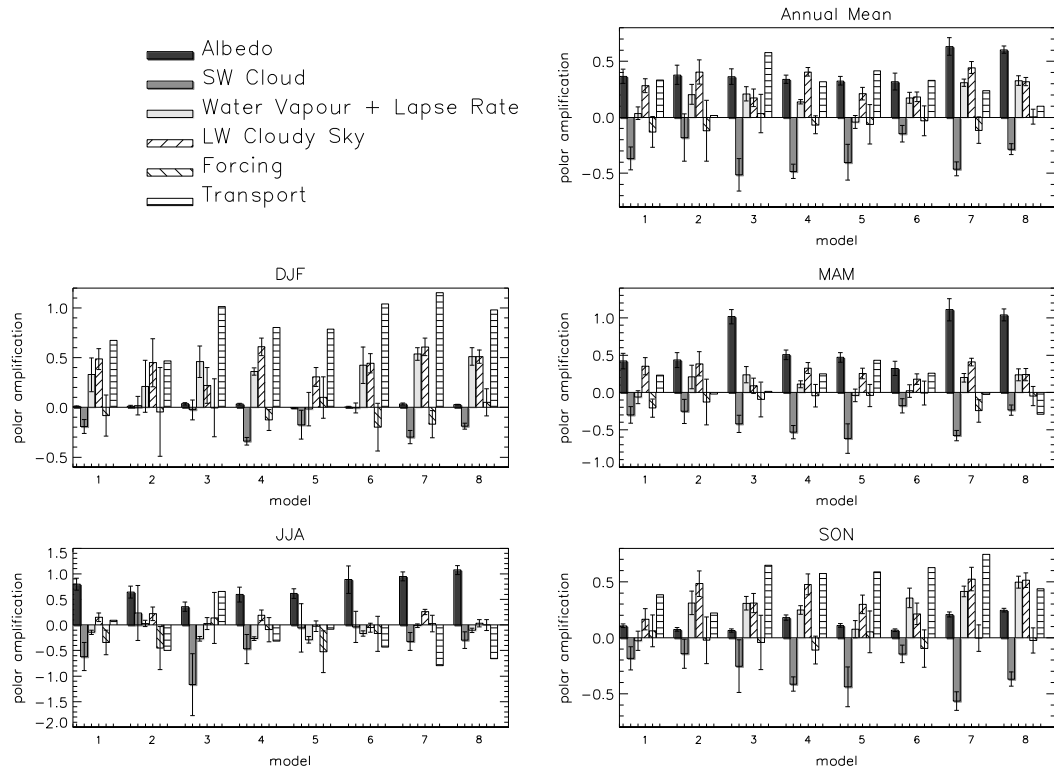 Albedo
SW Cloud
Water Vapour + Lapse Rate
LW Cloudy Sky
Forcing
Transport
Annual Mean
polar amplification
0.5
0.0
−0.5
1 2 3 4 5 6 7 8
model
DJF
polar amplification
1.0
0.5
0.0
−0.5
1 2 3 4 5 6 7 8
model
MAM
polar amplification
1.0
0.5
0.0
−0.5
−1.0
1 2 3 4 5 6 7 8
model
JJA
polar amplification
1.5
1.0
0.5
0.0
−0.5
−1.0
−1.5
−2.0
1 2 3 4 5 6 7 8
model
SON
polar amplification
0.5
0.0
−0.5
1 2 3 4 5 6 7 8
model